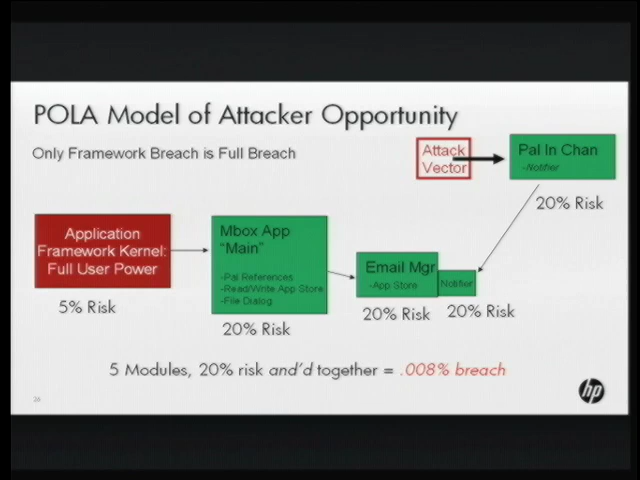 POLA Model of Attacker Opportunity
Only Framework Breach is Full Breach
Attack
Vector
Pal In Chan
-Notifier
20% Risk
Application
Framework Kernel:
Full User Power
5% Risk
Mbox App
"Main"
-Pal References
-Read/Write App Store
-File Dialog
20% Risk
Email Mgr
-App Store
20% Risk
Notifier
20% Risk
5 Modules, 20% risk and'd together = .008% breach
hp